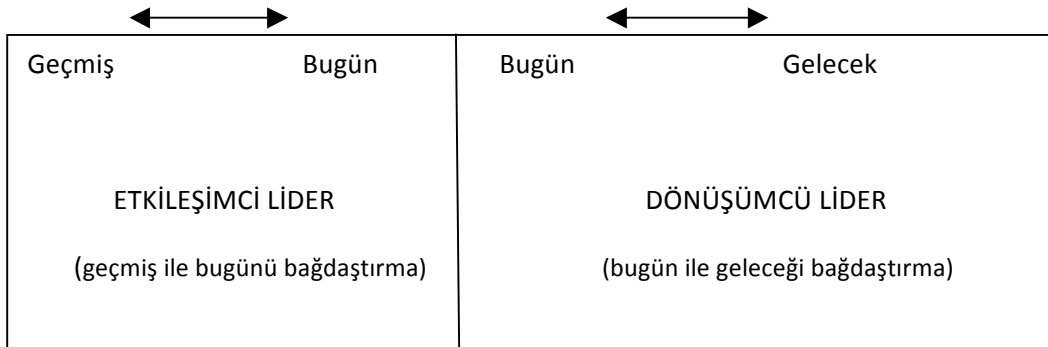 Geçmiş Bugün Bugün Gelecek
ETKİLEŞİMCİ LİDER DÖNÜŞÜMCÜ LİDER
(geçmiş ile bugünü bağdaştırma) (bugün ile geleceği bağdaştırma)